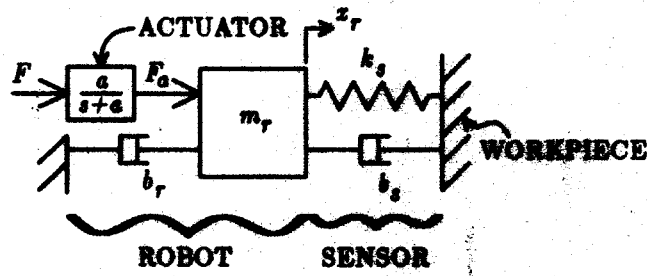 ACTUATOR
x_r
F
a
s+a
F_a
m_r
k_s
WORKPIECE
b_r
b_s
ROBOT
SENSOR